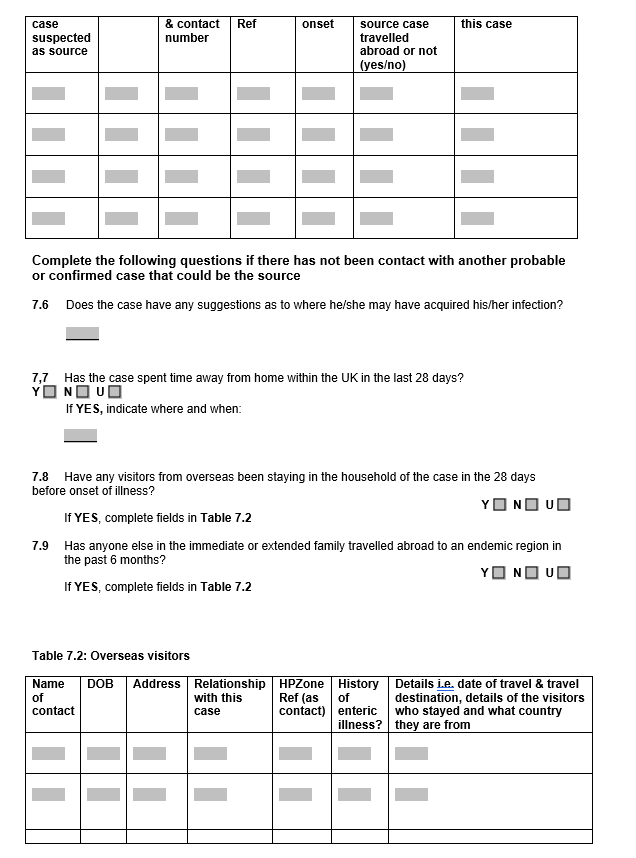 case suspected as source & contact number Ref onset source case travelled abroad or not (yes/no) this case
Complete the following questions if there has not been contact with another probable
or confirmed case that could be the source
7.6 Does the case have any suggestions as to where he/she may have acquired his/her infection?
7,7 Has the case spent time away from home within the UK in the last 28 days?
Y N U
If YES, indicate where and when:
7.8 Have any visitors from overseas been staying in the household of the case in the 28 days
before onset of illness?
Y N U
If YES, complete fields in Table 7.2
7.9 Has anyone else in the immediate or extended family travelled abroad to an endemic region in
the past 6 months?
Y N U
If YES, complete fields in Table 7.2
Table 7.2: Overseas visitors
Name of contact DOB Address Relationship with this case HPZone Ref (as contact) History of enteric illness? Details i.e. date of travel & travel destination, details of the visitors who stayed and what country they are from